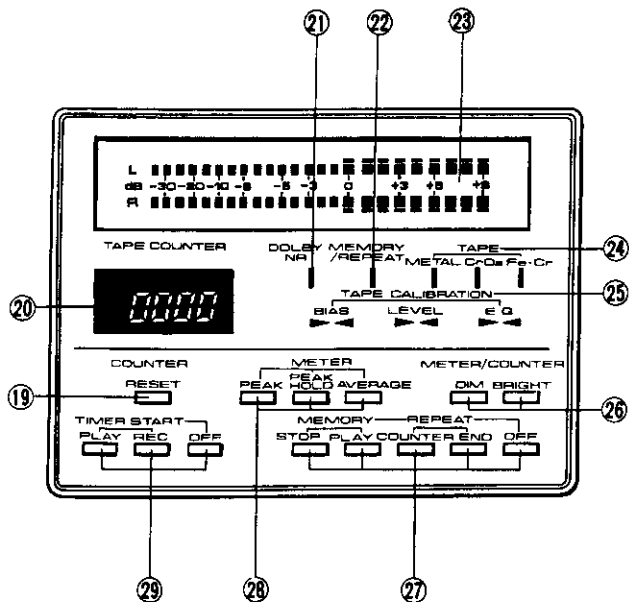 21 22 23
L
dB -30 -20 -10 -8 -5 -3 0 +3 +5 +8
R
TAPE COUNTER DOLBY NR MEMORY /REPEAT TAPE
METAL CrO₂ Fe-Cr 24
TAPE CALIBRATION 25
20 0000 BIAS LEVEL EQ
COUNTER METER METER/COUNTER
19 RESET PEAK PEAK HOLD AVERAGE DIM BRIGHT 26
TIMER START MEMORY REPEAT
PLAY REC OFF STOP PLAY COUNTER END OFF
29 28 27